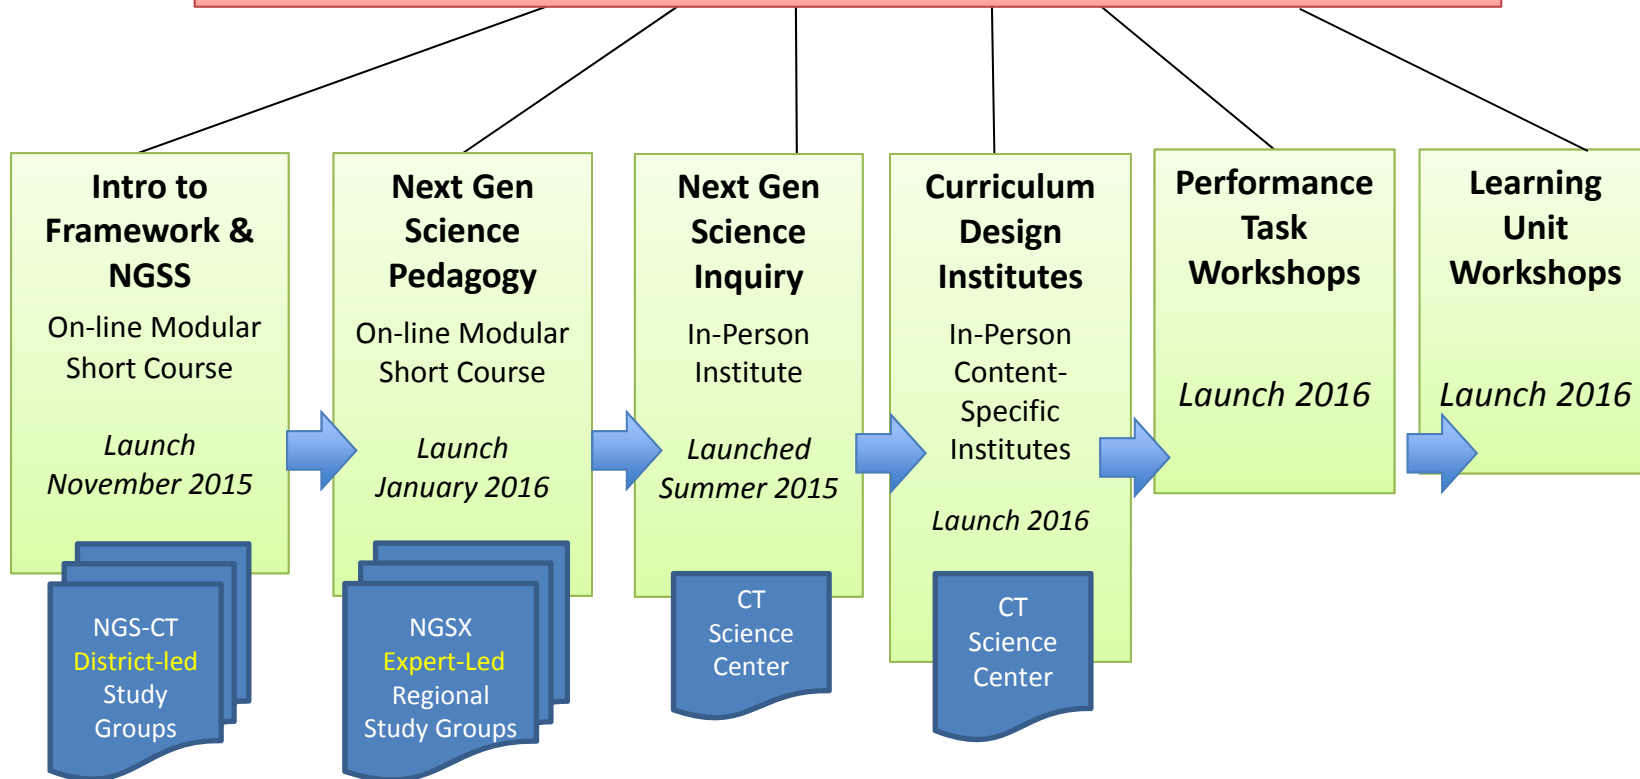 Intro to
Framework &
NGSS
On-line Modular
Short Course
Launch
November 2015
NGS-CT
District-led
Study
Groups
Next Gen
Science
Pedagogy
On-line Modular
Short Course
Launch
January 2016
NGSX
Expert-Led
Regional
Study Groups
Next Gen
Science
Inquiry
In-Person
Institute
Launched
Summer 2015
CT
Science
Center
Curriculum
Design
Institutes
In-Person
Content-
Specific
Institutes
Launch 2016
CT
Science
Center
Performance
Task
Workshops
Launch 2016
Learning
Unit
Workshops
Launch 2016